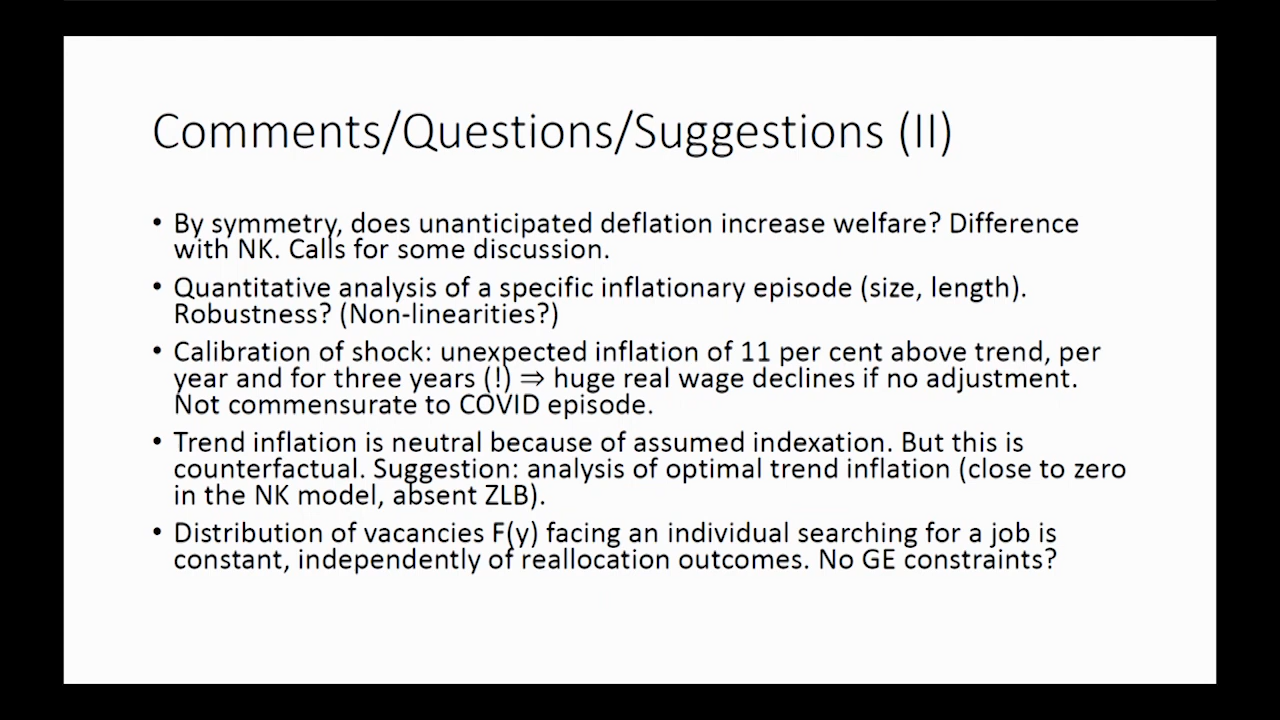 Comments/Questions/Suggestions (II)
• By symmetry, does unanticipated deflation increase welfare? Difference
with NK. Calls for some discussion.
• Quantitative analysis of a specific inflationary episode (size, length).
Robustness? (Non-linearities?)
• Calibration of shock: unexpected inflation of 11 per cent above trend, per
year and for three years (!) ⇒ huge real wage declines if no adjustment.
Not commensurate to COVID episode.
• Trend inflation is neutral because of assumed indexation. But this is
counterfactual. Suggestion: analysis of optimal trend inflation (close to zero
in the NK model, absent ZLB).
• Distribution of vacancies F(y) facing an individual searching for a job is
constant, independently of reallocation outcomes. No GE constraints?